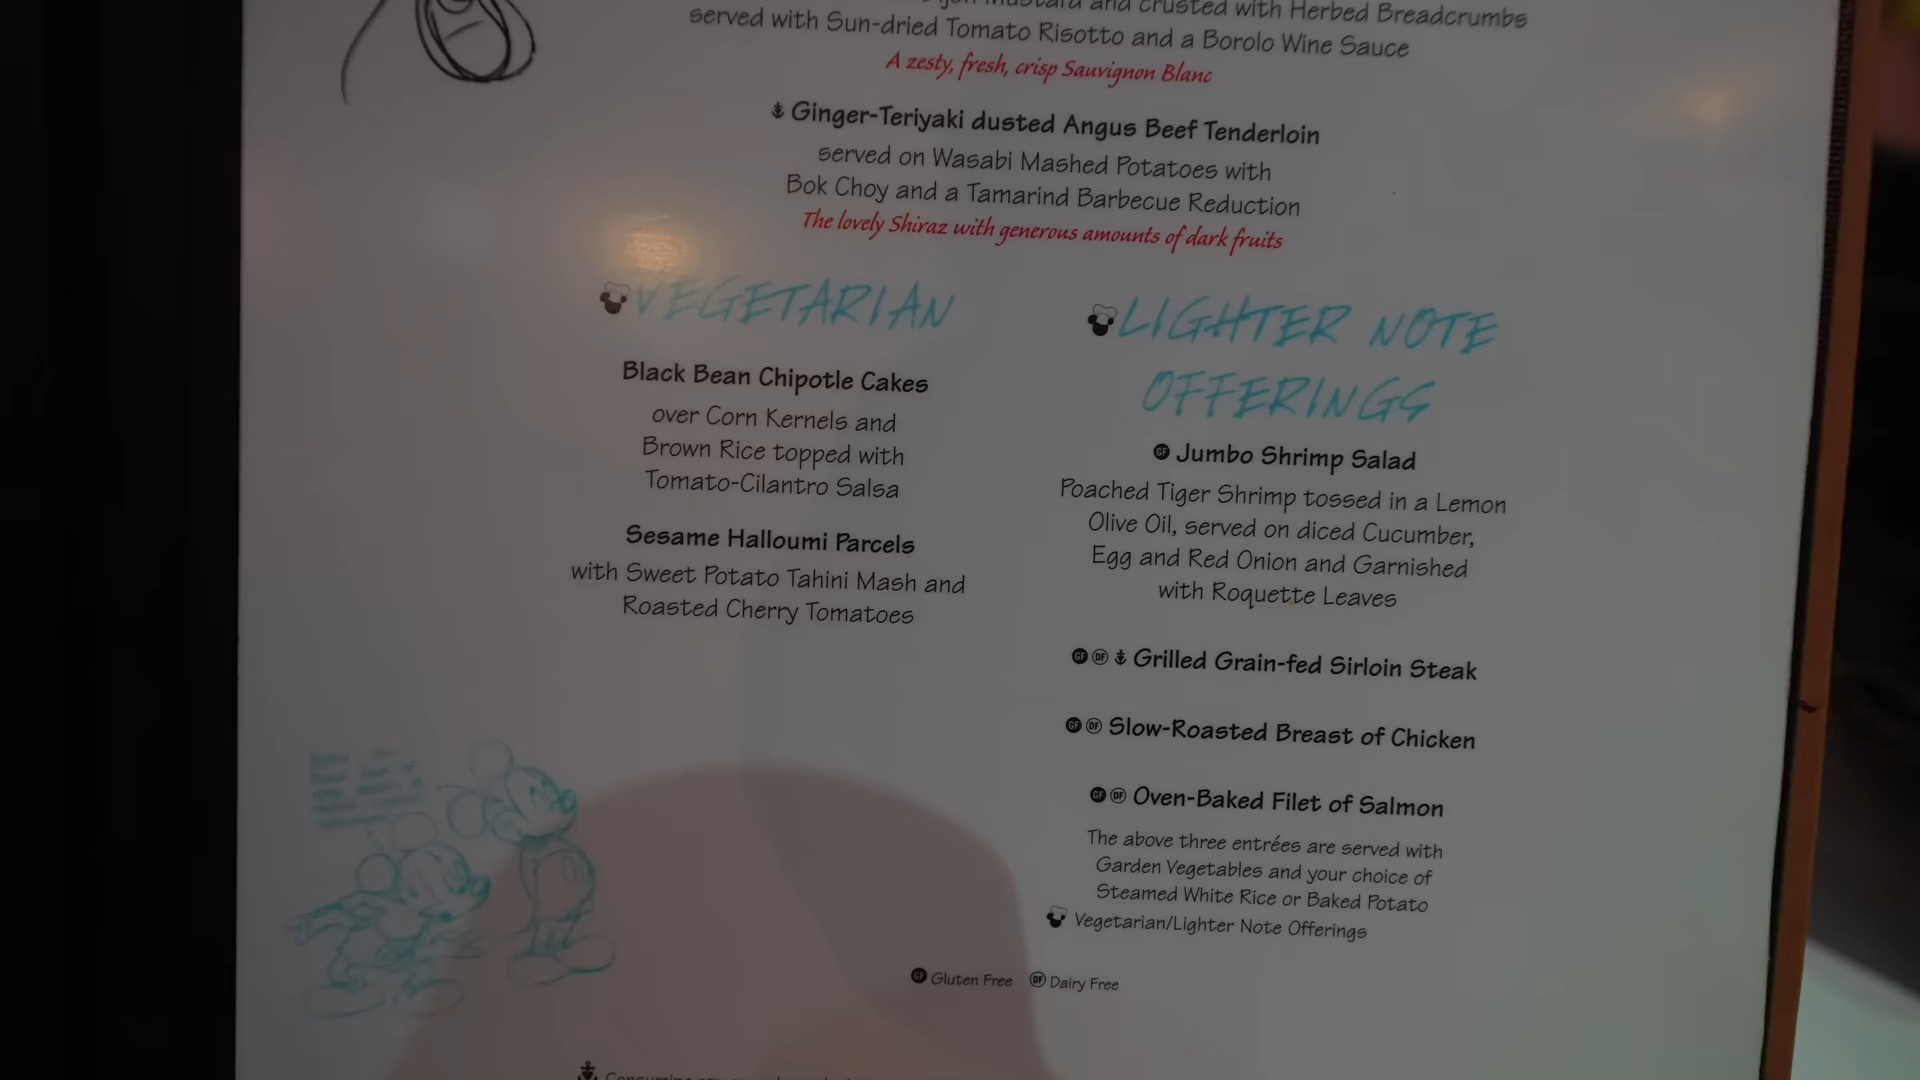 Mustard and crusted with Herbed Breadcrumbs
served with Sun-dried Tomato Risotto and a Borolo Wine Sauce
A zesty, fresh, crisp Sauvignon Blanc
Ginger-Teriyaki dusted Angus Beef Tenderloin
served on Wasabi Mashed Potatoes with
Bok Choy and a Tamarind Barbecue Reduction
The lovely Shiraz with generous amounts of dark fruits
VEGETARIAN
Black Bean Chipotle Cakes
over Corn Kernels and
Brown Rice topped with
Tomato-Cilantro Salsa
Sesame Halloumi Parcels
with Sweet Potato Tahini Mash and
Roasted Cherry Tomatoes
LIGHTER NOTE
OFFERINGS
GF Jumbo Shrimp Salad
Poached Tiger Shrimp tossed in a Lemon
Olive Oil, served on diced Cucumber,
Egg and Red Onion and Garnished
with Roquette Leaves
GF DF Grilled Grain-fed Sirloin Steak
GF DF Slow-Roasted Breast of Chicken
GF DF Oven-Baked Filet of Salmon
The above three entrées are served with
Garden Vegetables and your choice of
Steamed White Rice or Baked Potato
Vegetarian/Lighter Note Offerings
GF Gluten Free DF Dairy Free